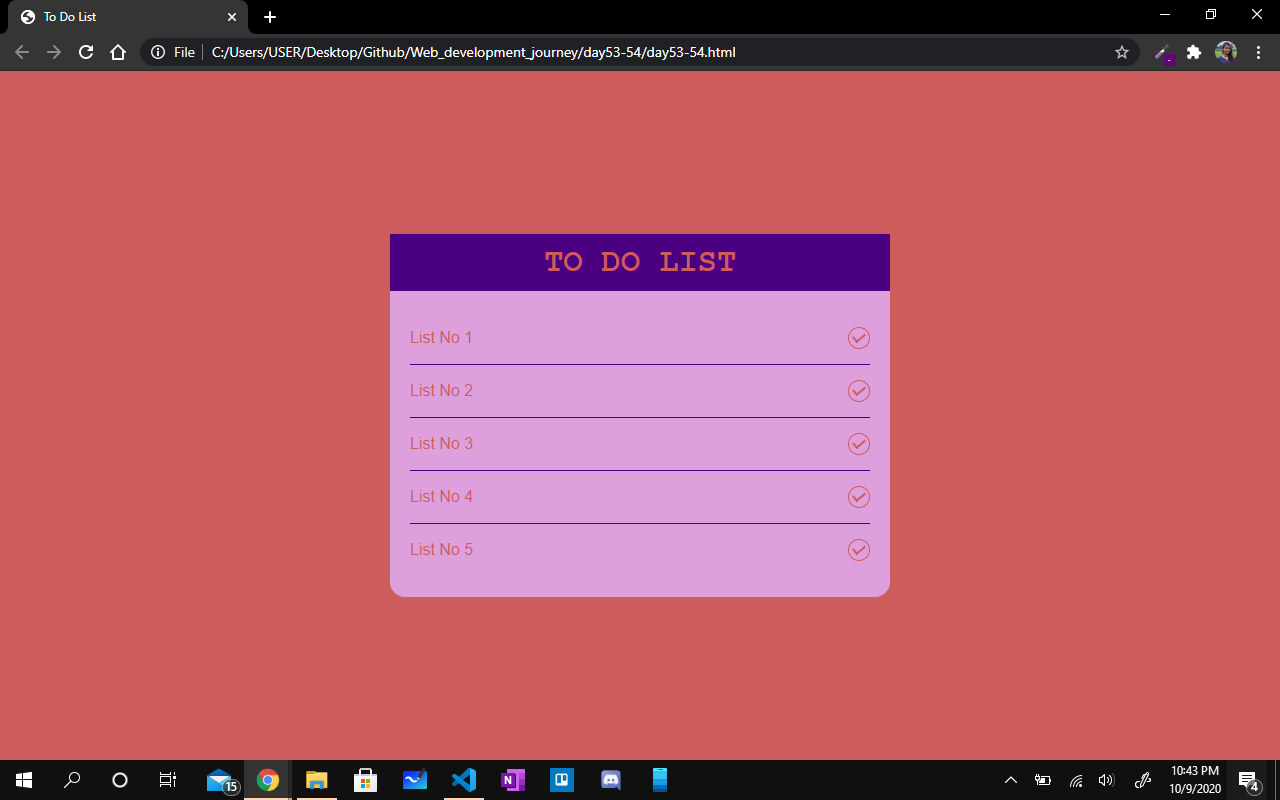 To Do List
File
C:/Users/USER/Desktop/Github/Web_development_journey/day53-54/day53-54.html
TO DO LIST
List No 1
List No 2
List No 3
List No 4
List No 5
15
N
10:43 PM
10/9/2020
4